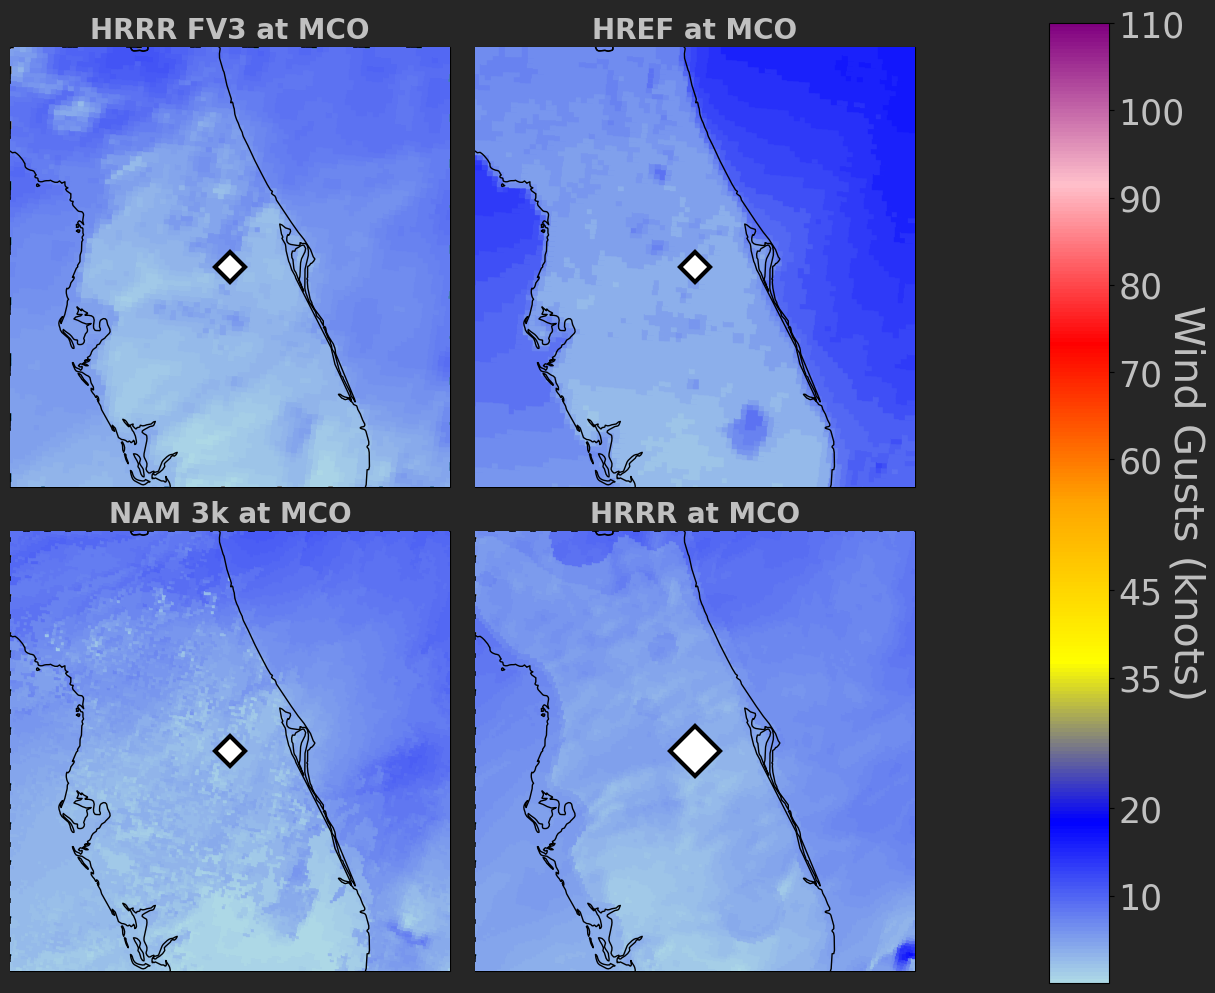 HRRR FV3 at MCO
HREF at MCO
NAM 3k at MCO
HRRR at MCO
110
100
90
80
70
60
45
35
20
10
Wind Gusts (knots)